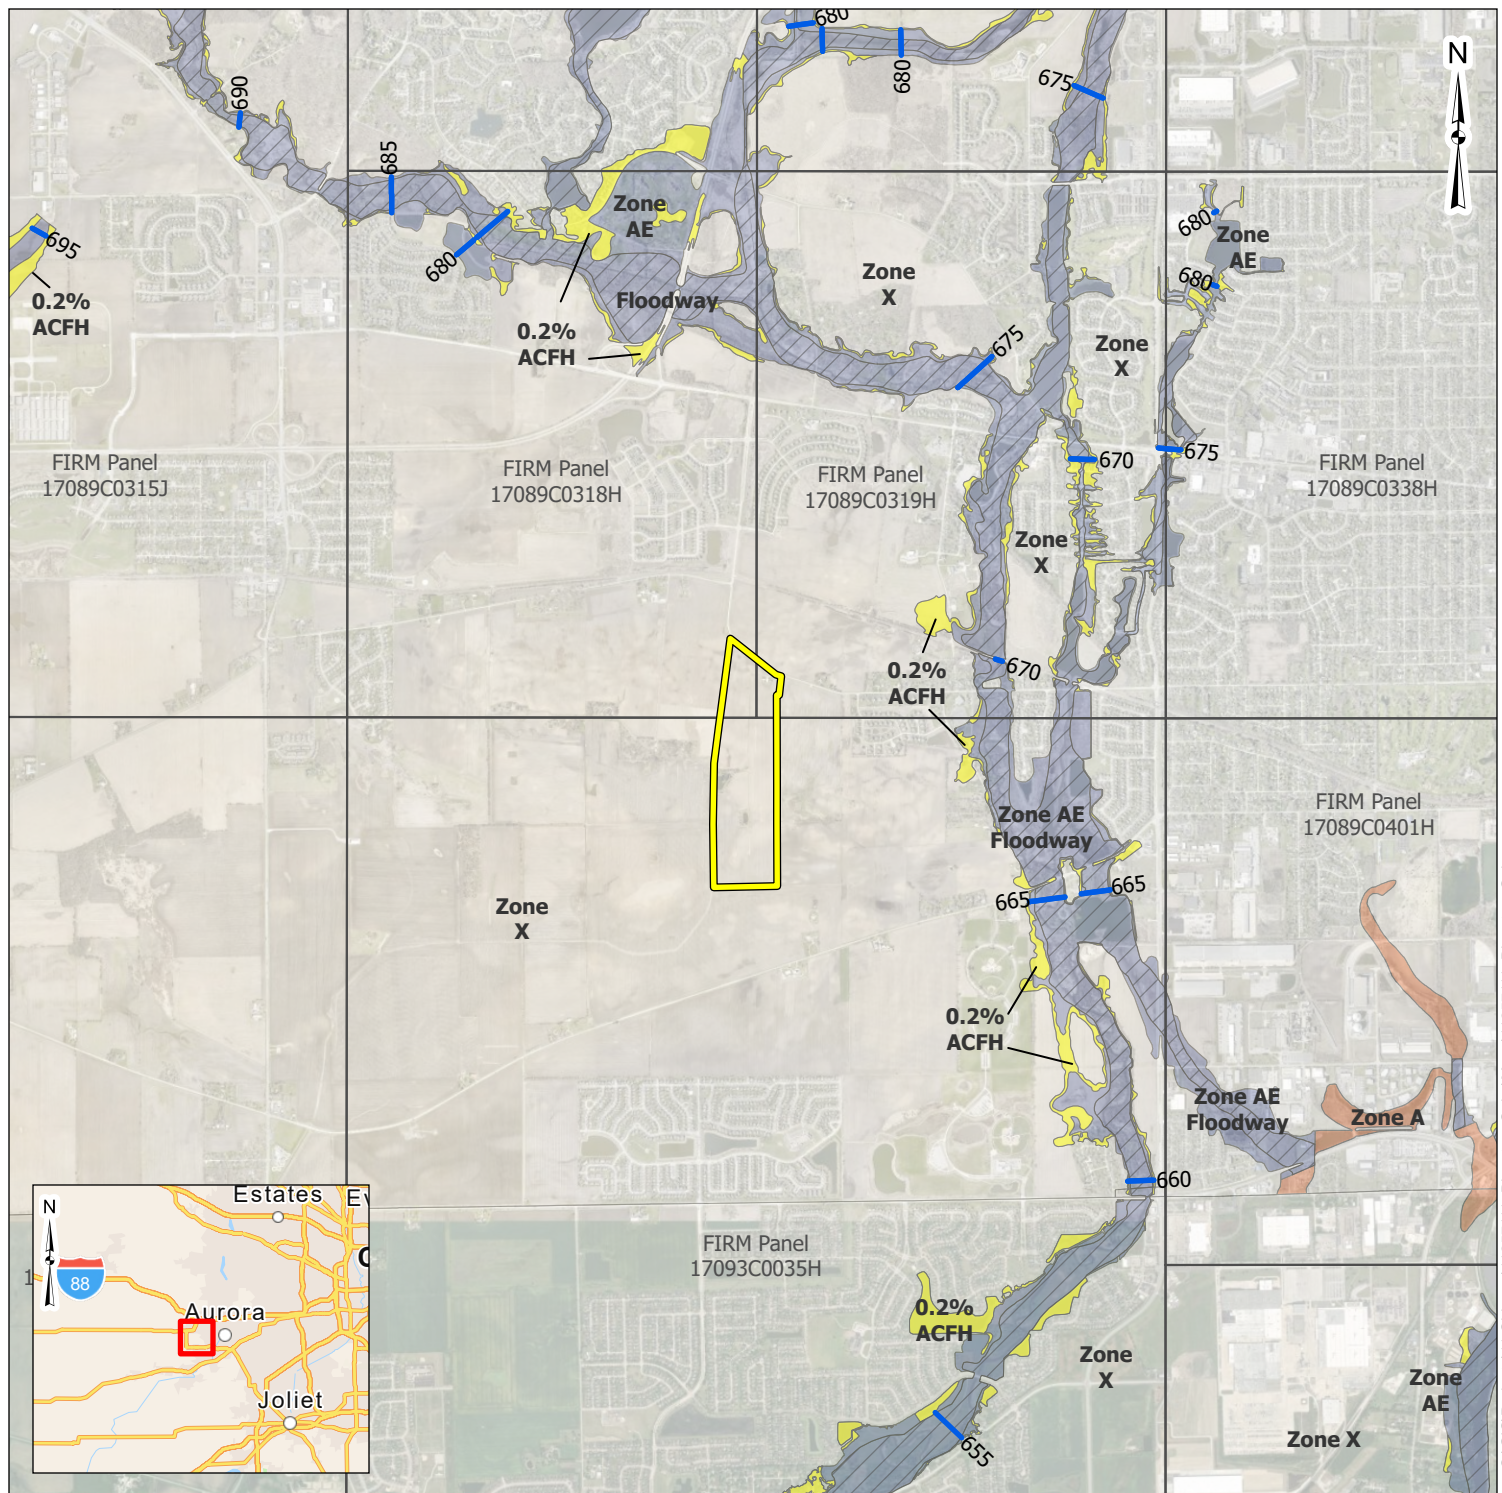 680
N
690
680
675
685
Zone
AE
680
Zone
AE
695
680
Zone
X
680
0.2%
ACFH
Floodway
0.2%
ACFH
675
Zone
X
675
670
FIRM Panel
17089C0315J
FIRM Panel
17089C0318H
FIRM Panel
17089C0319H
FIRM Panel
17089C0338H
Zone
X
0.2%
ACFH
670
Zone AE
Floodway
FIRM Panel
17089C0401H
665
665
Zone
X
0.2%
ACFH
Zone AE
Floodway
Zone A
660
FIRM Panel
17093C0035H
0.2%
ACFH
Zone
X
Zone
AE
655
Zone X
N
Estates
88
Aurora
Joliet